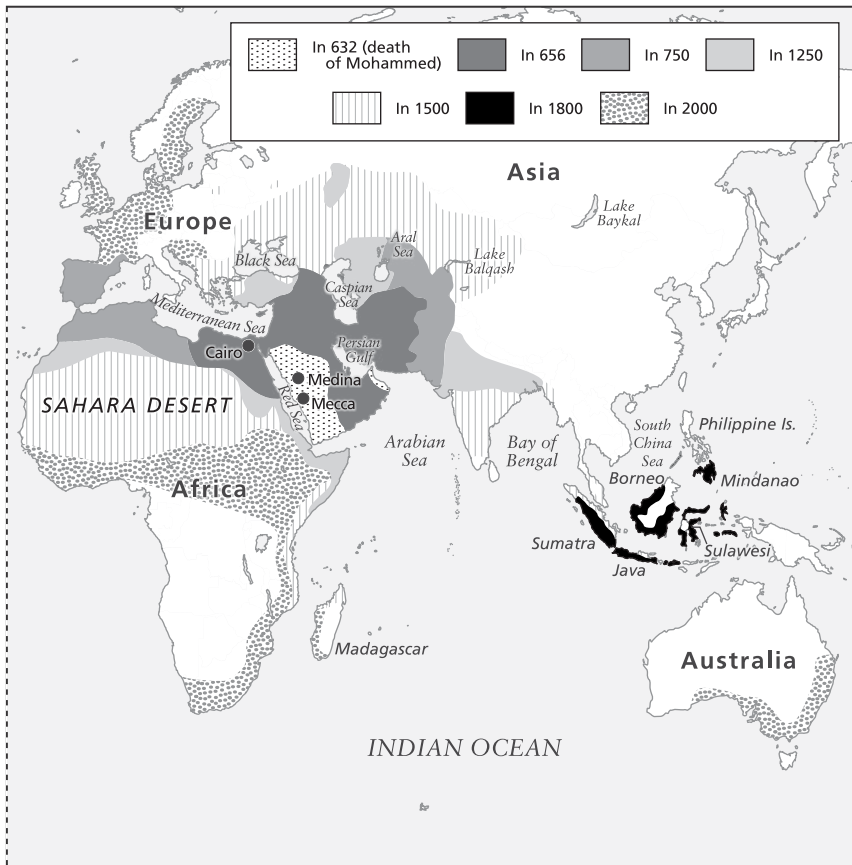 In 632 (death
of Mohammed)
In 656
In 750
In 1250
In 1500
In 1800
In 2000
Asia
Europe
Lake
Baykal
Aral
Sea
Black Sea
Lake
Balqash
Caspian
Sea
Mediterranean Sea
Cairo
Persian
Gulf
Medina
Mecca
Red Sea
SAHARA DESERT
Arabian
Sea
Bay of
Bengal
South
China
Sea
Philippine Is.
Africa
Borneo
Mindanao
Sumatra
Sulawesi
Java
Madagascar
Australia
INDIAN OCEAN